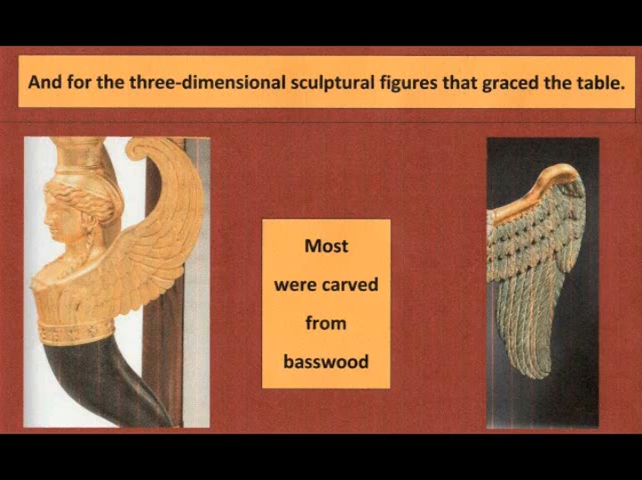 And for the three-dimensional sculptural figures that graced the table.
Most
were carved
from
basswood